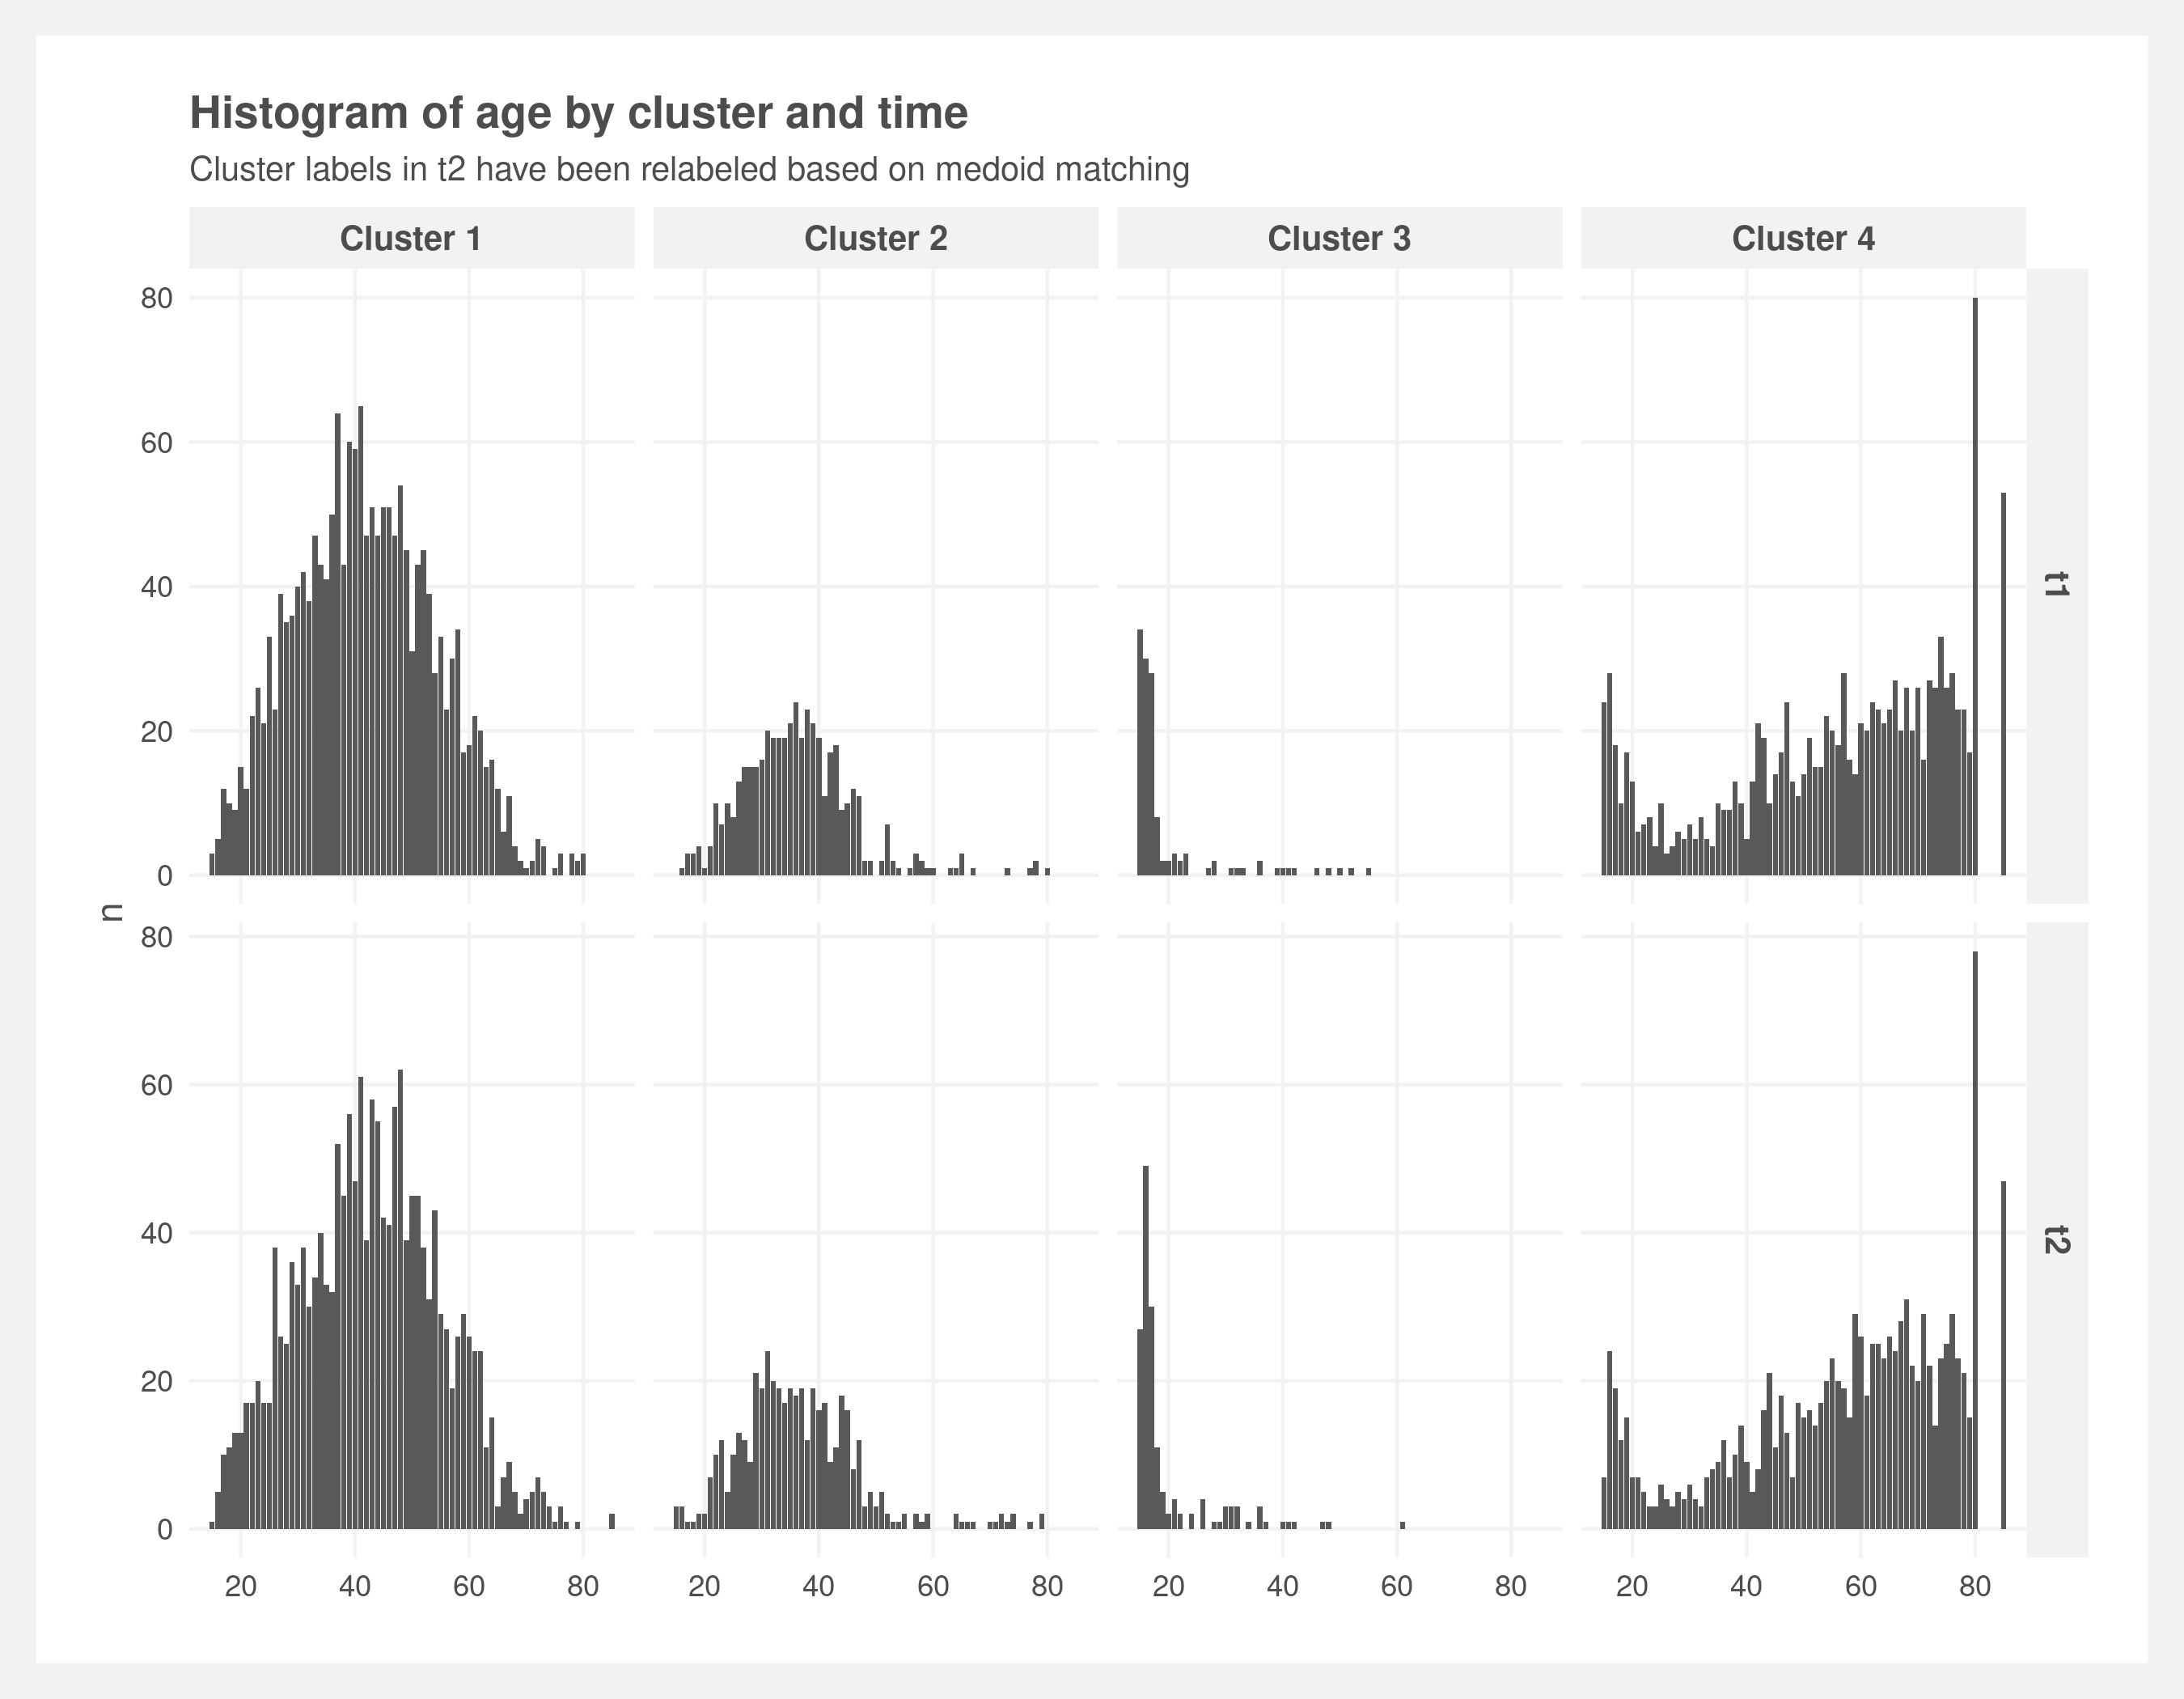 Histogram of age by cluster and time
Cluster labels in t2 have been relabeled based on medoid matching
Cluster 1 Cluster 2 Cluster 3 Cluster 4
80
60
40
20
0
t1
n
80
60
40
20
0
t2
20 40 60 80 20 40 60 80 20 40 60 80 20 40 60 80